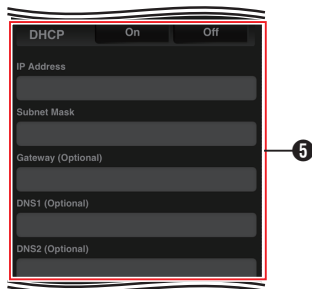 DHCP On Off
IP Address
Subnet Mask
Gateway (Optional)
DNS1 (Optional)
DNS2 (Optional)
5